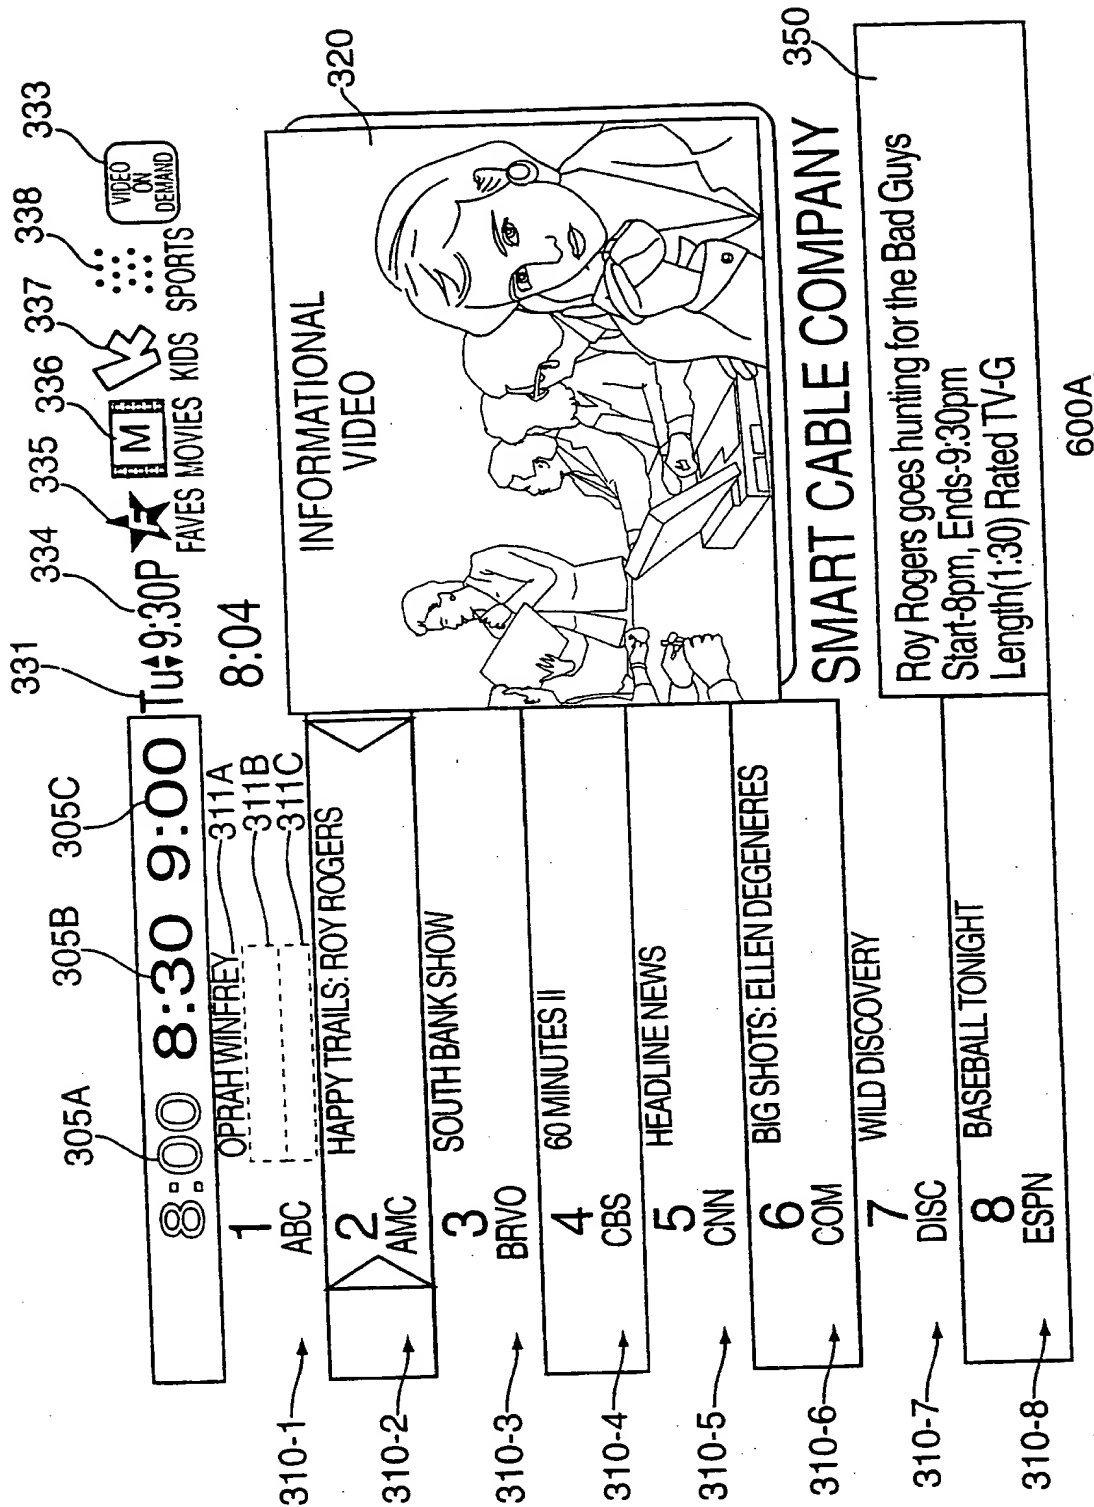 305A
305B
305C
331
334
335
336
337
338
333
8:00 8:30 9:00
Tu 9:30P
F
M
VIDEO
ON
DEMAND
FAVES MOVIES KIDS SPORTS
8:04
310-1
1
ABC
OPRAH WINFREY
311A
311B
311C
310-2
2
AMC
HAPPY TRAILS: ROY ROGERS
310-3
3
BRVO
SOUTH BANK SHOW
310-4
4
CBS
60 MINUTES II
310-5
5
CNN
HEADLINE NEWS
310-6
6
COM
BIG SHOTS: ELLEN DEGENERES
310-7
7
DISC
WILD DISCOVERY
310-8
8
ESPN
BASEBALL TONIGHT
320
INFORMATIONAL
VIDEO
SMART CABLE COMPANY
350
Roy Rogers goes hunting for the Bad Guys
Start-8pm, Ends-9:30pm
Length(1:30) Rated TV-G
600A